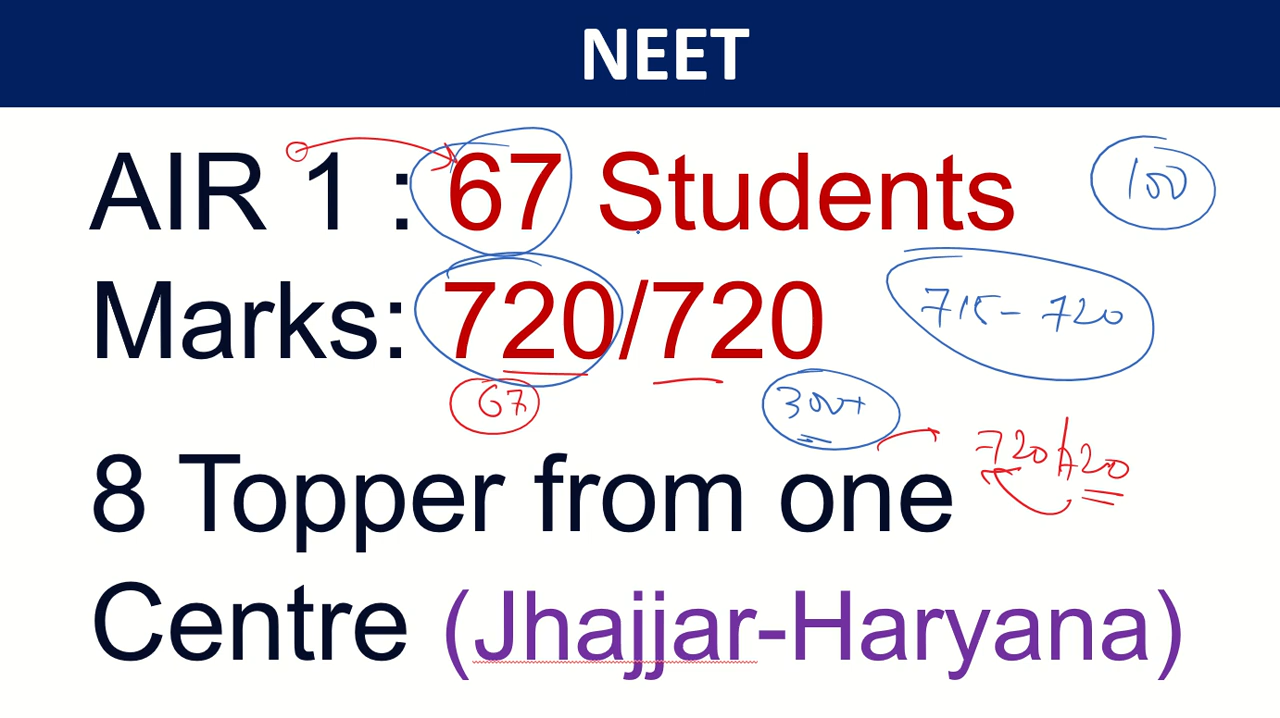 NEET
AIR 1 : 67 Students
100
Marks: 720/720
715 - 720
67
300+
720/720
8 Topper from one
Centre (Jhajjar-Haryana)